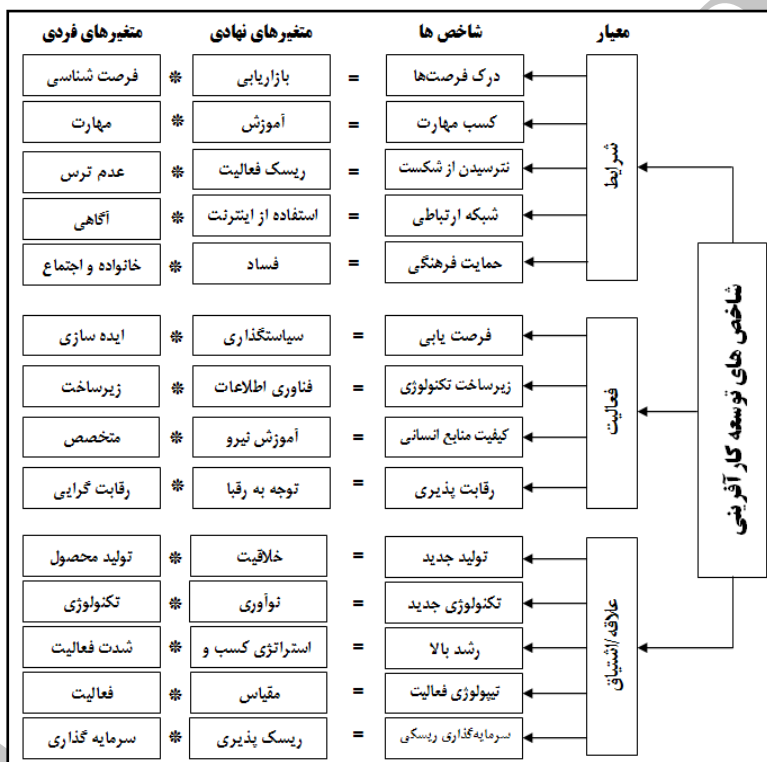 معیار شاخص ها متغیرهای نهادی متغیرهای فردی
شاخص های توسعه کارآفرینی
شرایط
درک فرصت‌ها = بازاریابی * فرصت شناسی
کسب مهارت = آموزش * مهارت
نترسیدن از شکست = ریسک فعالیت * عدم ترس
شبکه ارتباطی = استفاده از اینترنت * آگاهی
حمایت فرهنگی = فساد * خانواده و اجتماع
فعالیت
فرصت یابی = سیاستگذاری * ایده سازی
زیرساخت تکنولوژی = فناوری اطلاعات * زیرساخت
کیفیت منابع انسانی = آموزش نیرو * متخصص
رقابت پذیری = توجه به رقبا * رقابت گرایی
علاقه/اشتیاق
تولید جدید = خلاقیت * تولید محصول
تکنولوژی جدید = نوآوری * تکنولوژی
رشد بالا = استراتژی کسب و * شدت فعالیت
تیپولوژی فعالیت = مقیاس * فعالیت
سرمایه‌گذاری ریسکی = ریسک پذیری * سرمایه گذاری